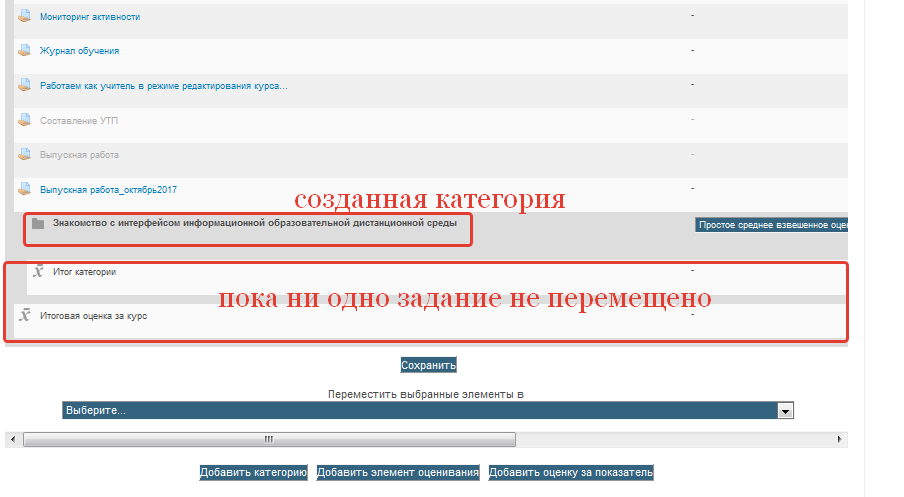 Мониторинг активности -
Журнал обучения -
Работаем как учитель в режиме редактирования курса... -
Составление УТП -
Выпускная работа -
Выпускная работа_октябрь2017 -
созданная категория
Знакомство с интерфейсом информационной образовательной дистанционной среды Простое среднее взвешенное оцен
x̄ Итог категории -
пока ни одно задание не перемещено
x̄ Итоговая оценка за курс -
Сохранить
Переместить выбранные элементы в
Выберите...
Добавить категорию Добавить элемент оценивания Добавить оценку за показатель